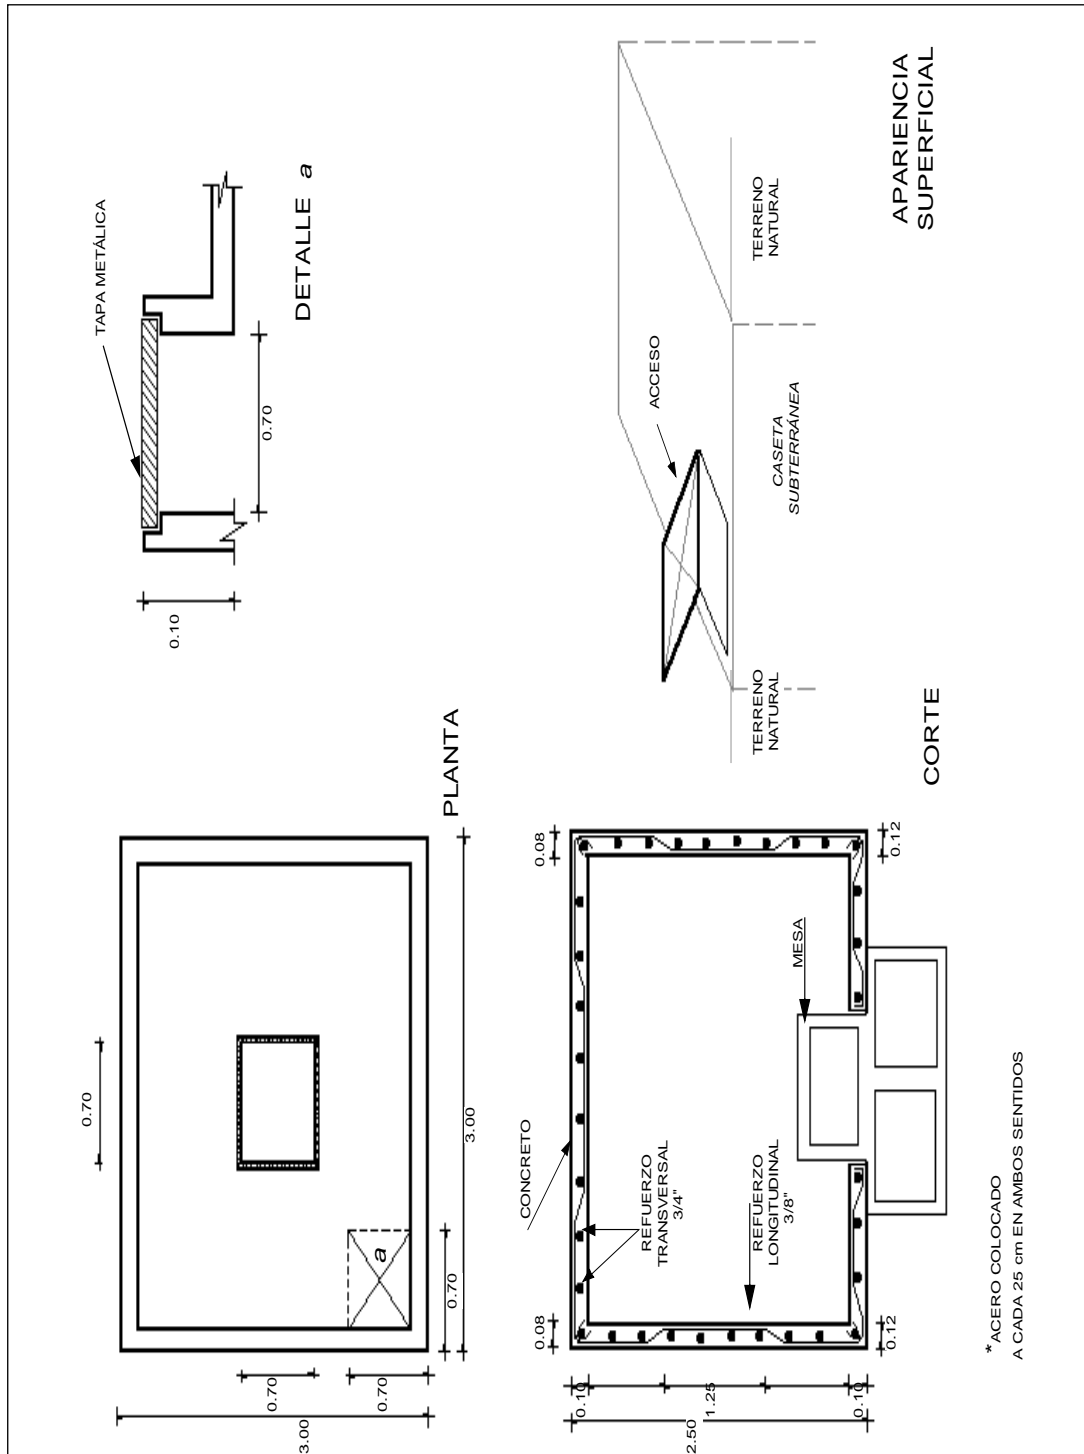 TAPA METÁLICA
0.10
0.70
DETALLE a
ACCESO
TERRENO
NATURAL
CASETA
SUBTERRÁNEA
TERRENO
NATURAL
APARIENCIA
SUPERFICIAL
0.70
0.70
0.70
3.00
a
0.70
3.00
PLANTA
CONCRETO
REFUERZO
TRANSVERSAL
3/4"
REFUERZO
LONGITUDINAL
3/8"
MESA
0.08
0.08
0.12
0.12
0.10
1.25
0.10
2.50
CORTE
*ACERO COLOCADO
A CADA 25 cm EN AMBOS SENTIDOS